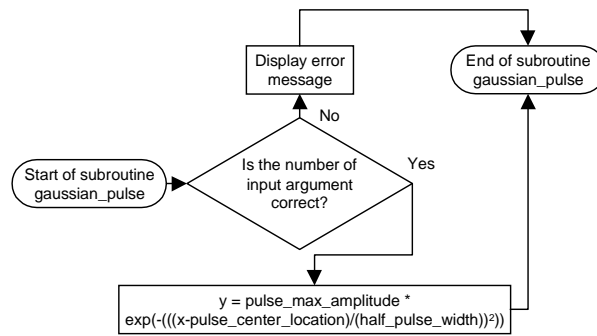 Display error
message
End of subroutine
gaussian_pulse
No
Start of subroutine
gaussian_pulse
Is the number of
input argument
correct?
Yes
y = pulse_max_amplitude *
exp(-(((x-pulse_center_location)/(half_pulse_width))²))